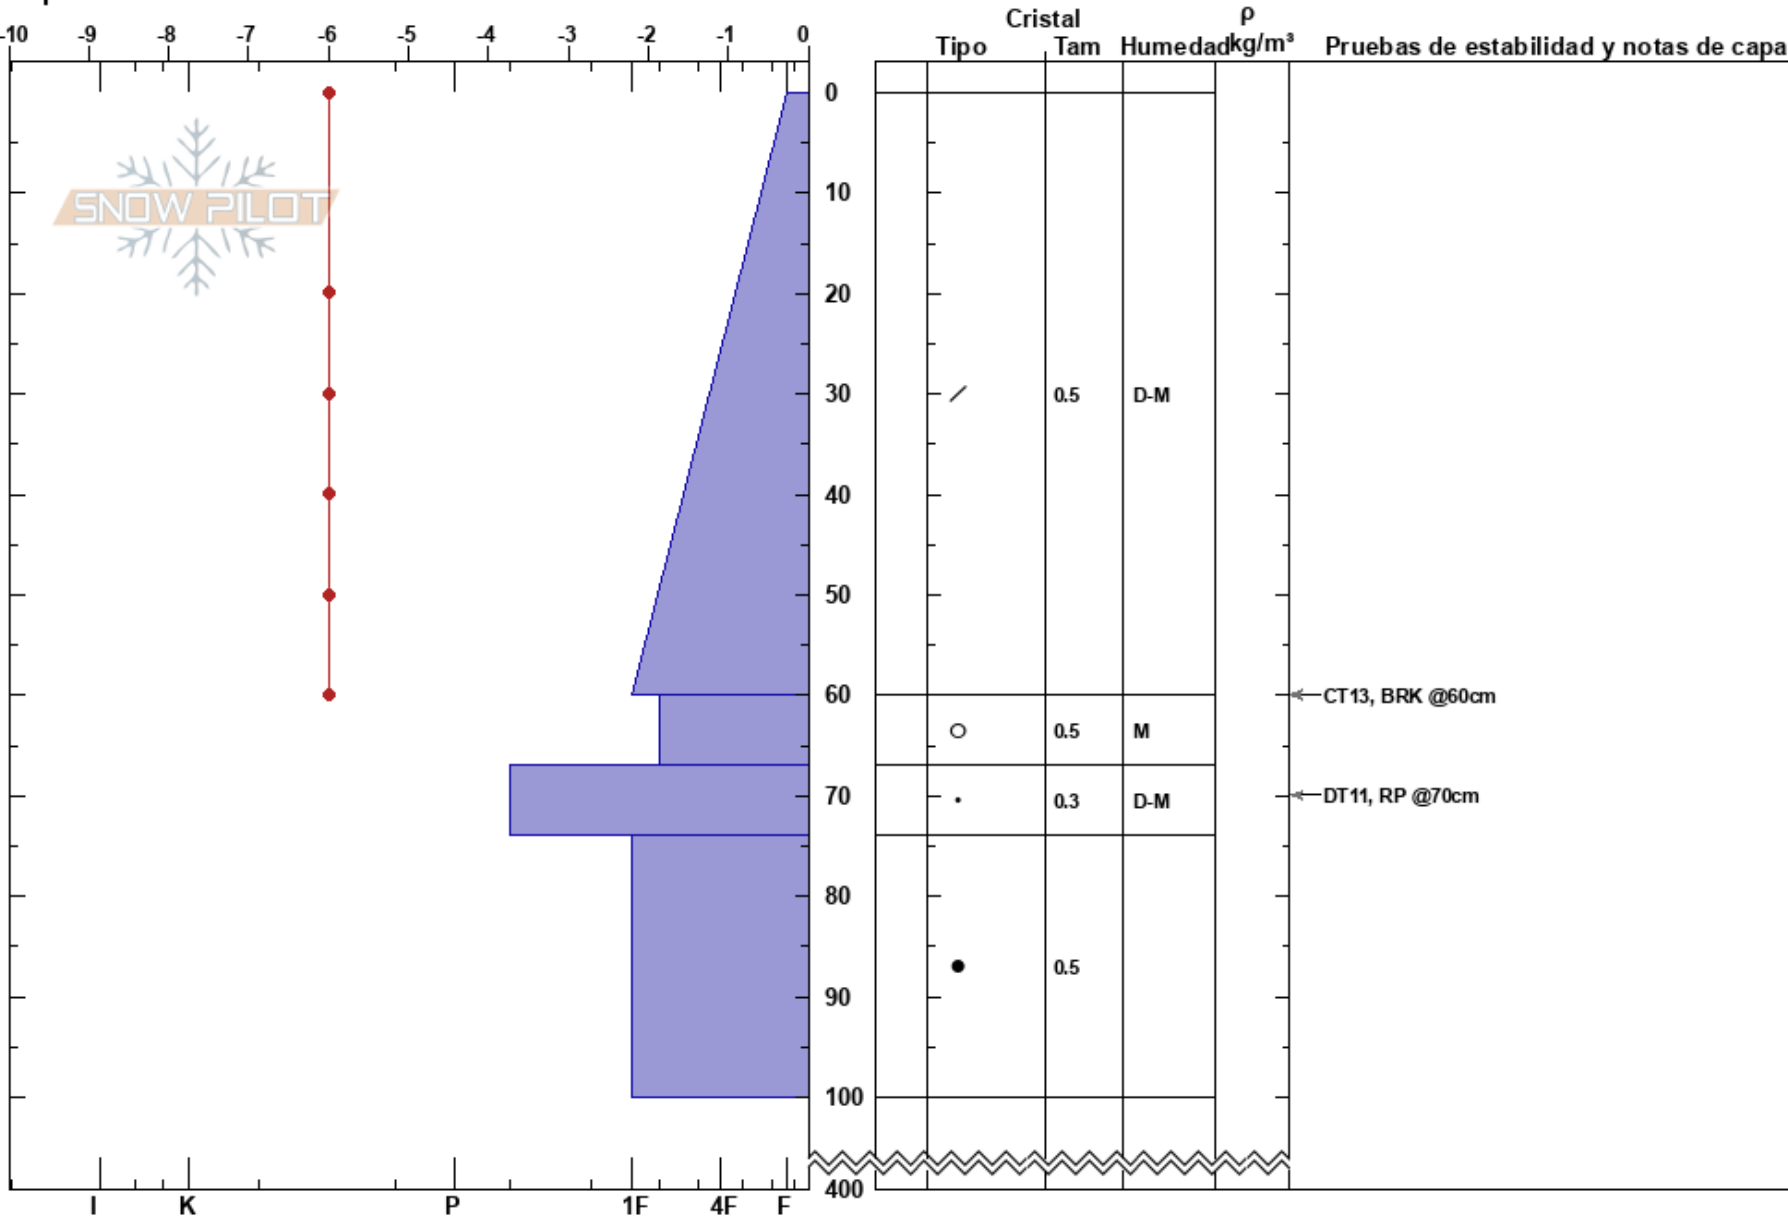 Cristal ρ
Tipo Tam Humedad kg/m³ Pruebas de estabilidad y notas de capa
-10 -9 -8 -7 -6 -5 -4 -3 -2 -1 0
SNOW PILOT
0
10
20
30 0.5 D-M
40
50
60 CT13, BRK @60cm
0.5 M
70 0.3 D-M DT11, RP @70cm
80
0.5
90
100
400
I K P 1F 4F F